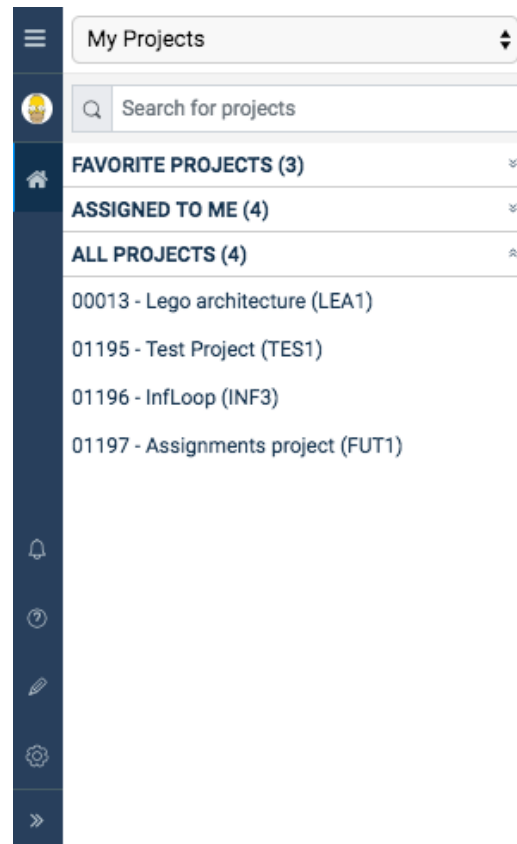 My Projects
Search for projects
FAVORITE PROJECTS (3)
ASSIGNED TO ME (4)
ALL PROJECTS (4)
00013 - Lego architecture (LEA1)
01195 - Test Project (TES1)
01196 - InfLoop (INF3)
01197 - Assignments project (FUT1)